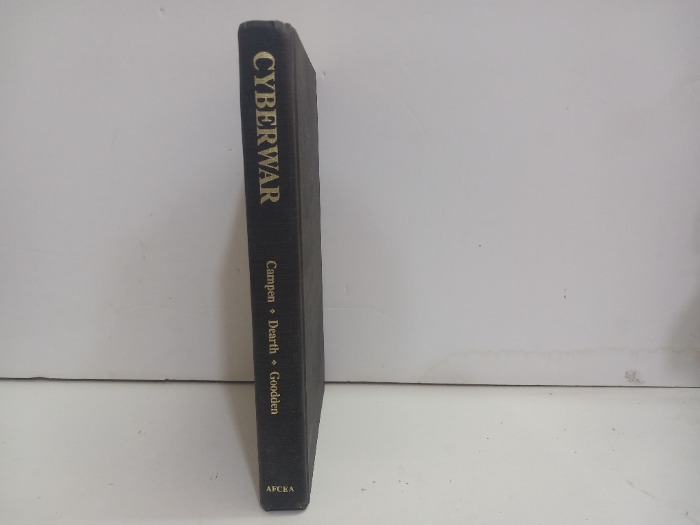 CYBERWAR
Campen ❖ Dearth ❖ Goodden
AFCEA